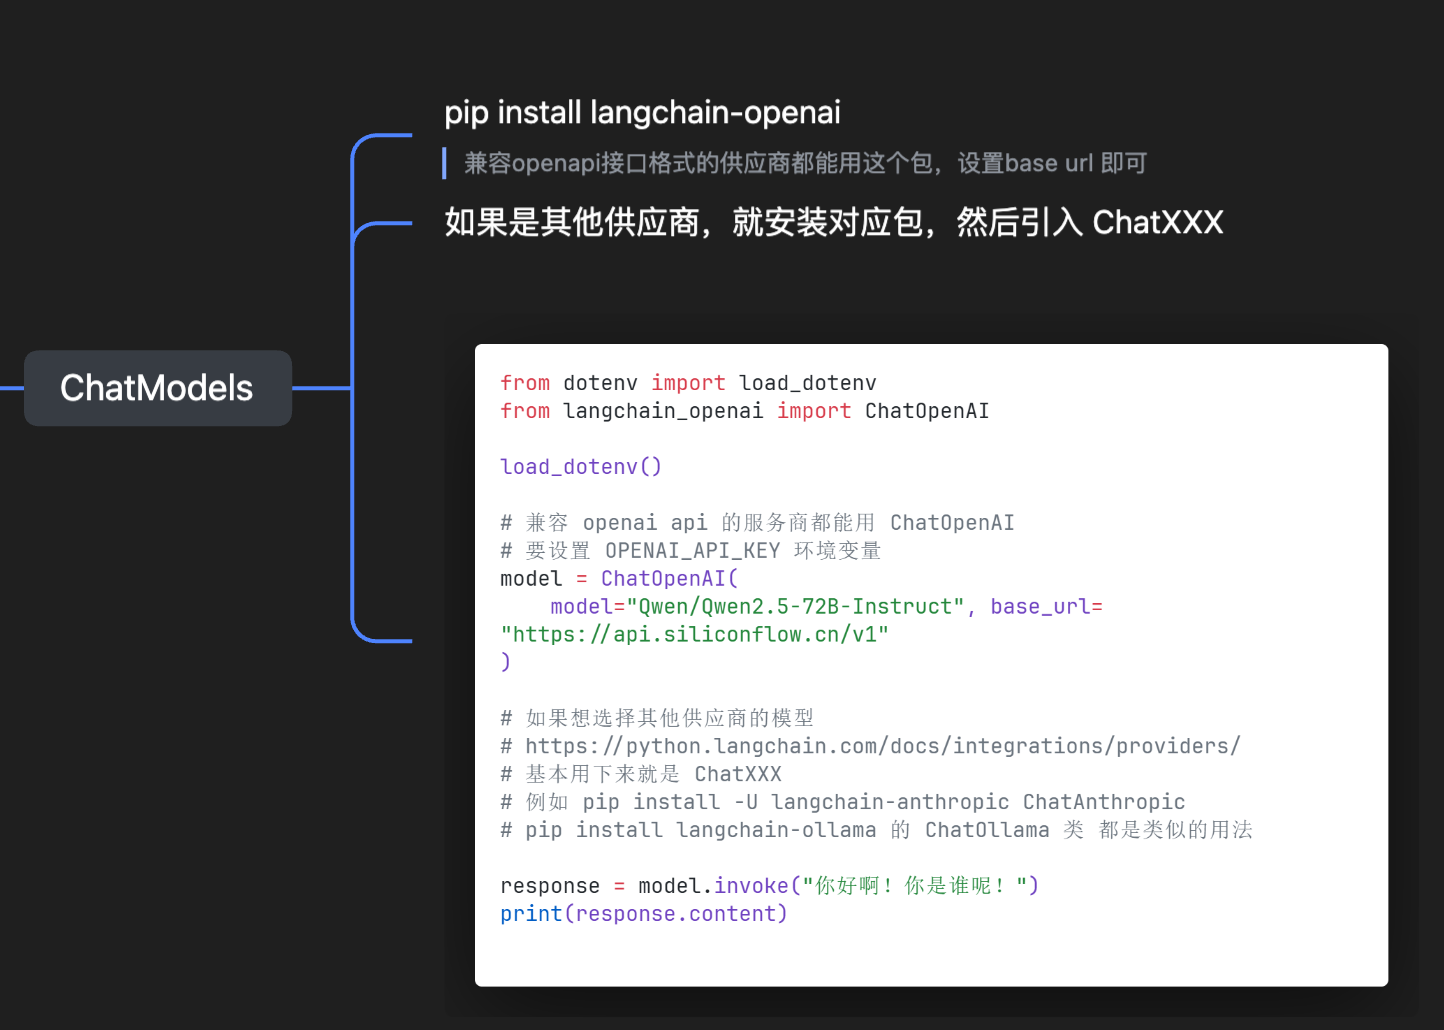 pip install langchain-openai
兼容openapi接口格式的供应商都能用这个包，设置base url 即可
如果是其他供应商，就安装对应包，然后引入 ChatXXX
ChatModels
from dotenv import load_dotenv
from langchain_openai import ChatOpenAI
load_dotenv()
# 兼容 openai api 的服务商都能用 ChatOpenAI
# 要设置 OPENAI_API_KEY 环境变量
model = ChatOpenAI(
    model="Qwen/Qwen2.5-72B-Instruct", base_url=
"https://api.siliconflow.cn/v1"
)
# 如果想选择其他供应商的模型
# https://python.langchain.com/docs/integrations/providers/
# 基本用下来就是 ChatXXX
# 例如 pip install -U langchain-anthropic ChatAnthropic
# pip install langchain-ollama 的 ChatOllama 类 都是类似的用法
response = model.invoke("你好啊！你是谁呢！")
print(response.content)